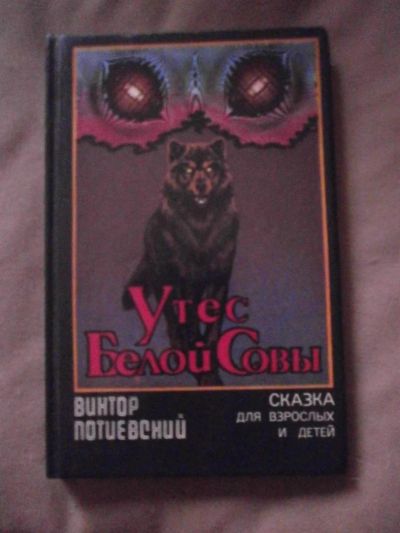 Утес
Белой Совы
Виктор
Потиевский
СКАЗКА
ДЛЯ ВЗРОСЛЫХ
И ДЕТЕЙ